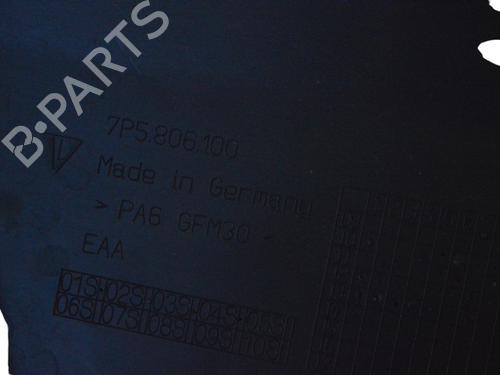 B·PARTS
7P5.806.100
Made in Germany
> PA6 GFM30 <
EAA
01S 02S 03S 04S 05S
06S 07S 08S 09S 10S